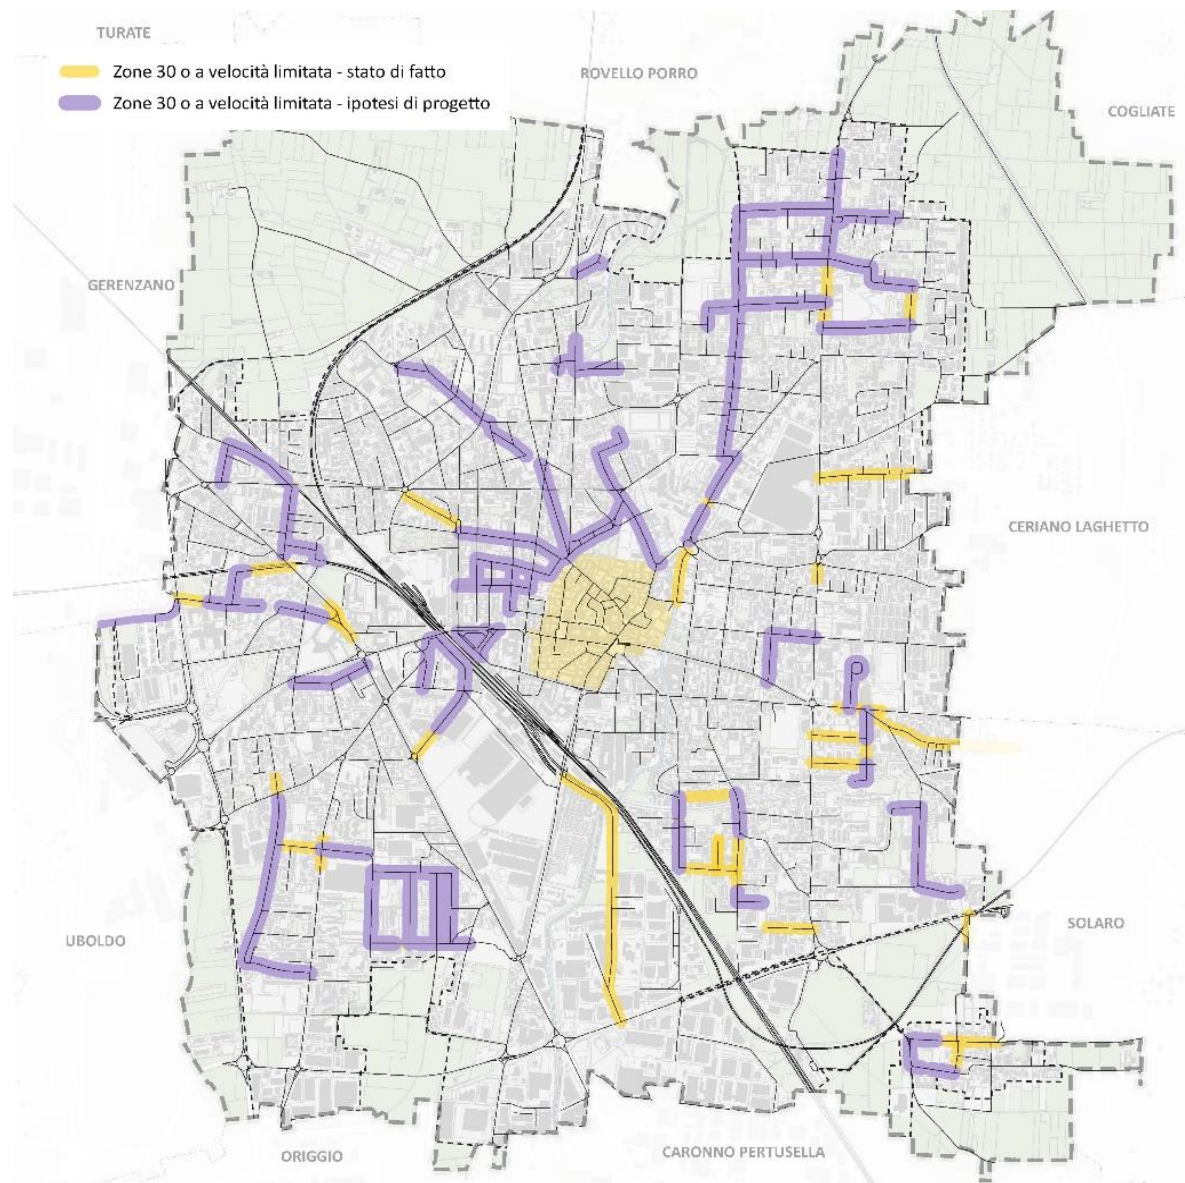 TURATE
Zone 30 o a velocità limitata - stato di fatto
Zone 30 o a velocità limitata - ipotesi di progetto
ROVELLO PORRO
COGLIATE
GERENZANO
CERIANO LAGHETTO
UBOLDO
SOLARO
ORIGGIO
CARONNO PERTUSELLA